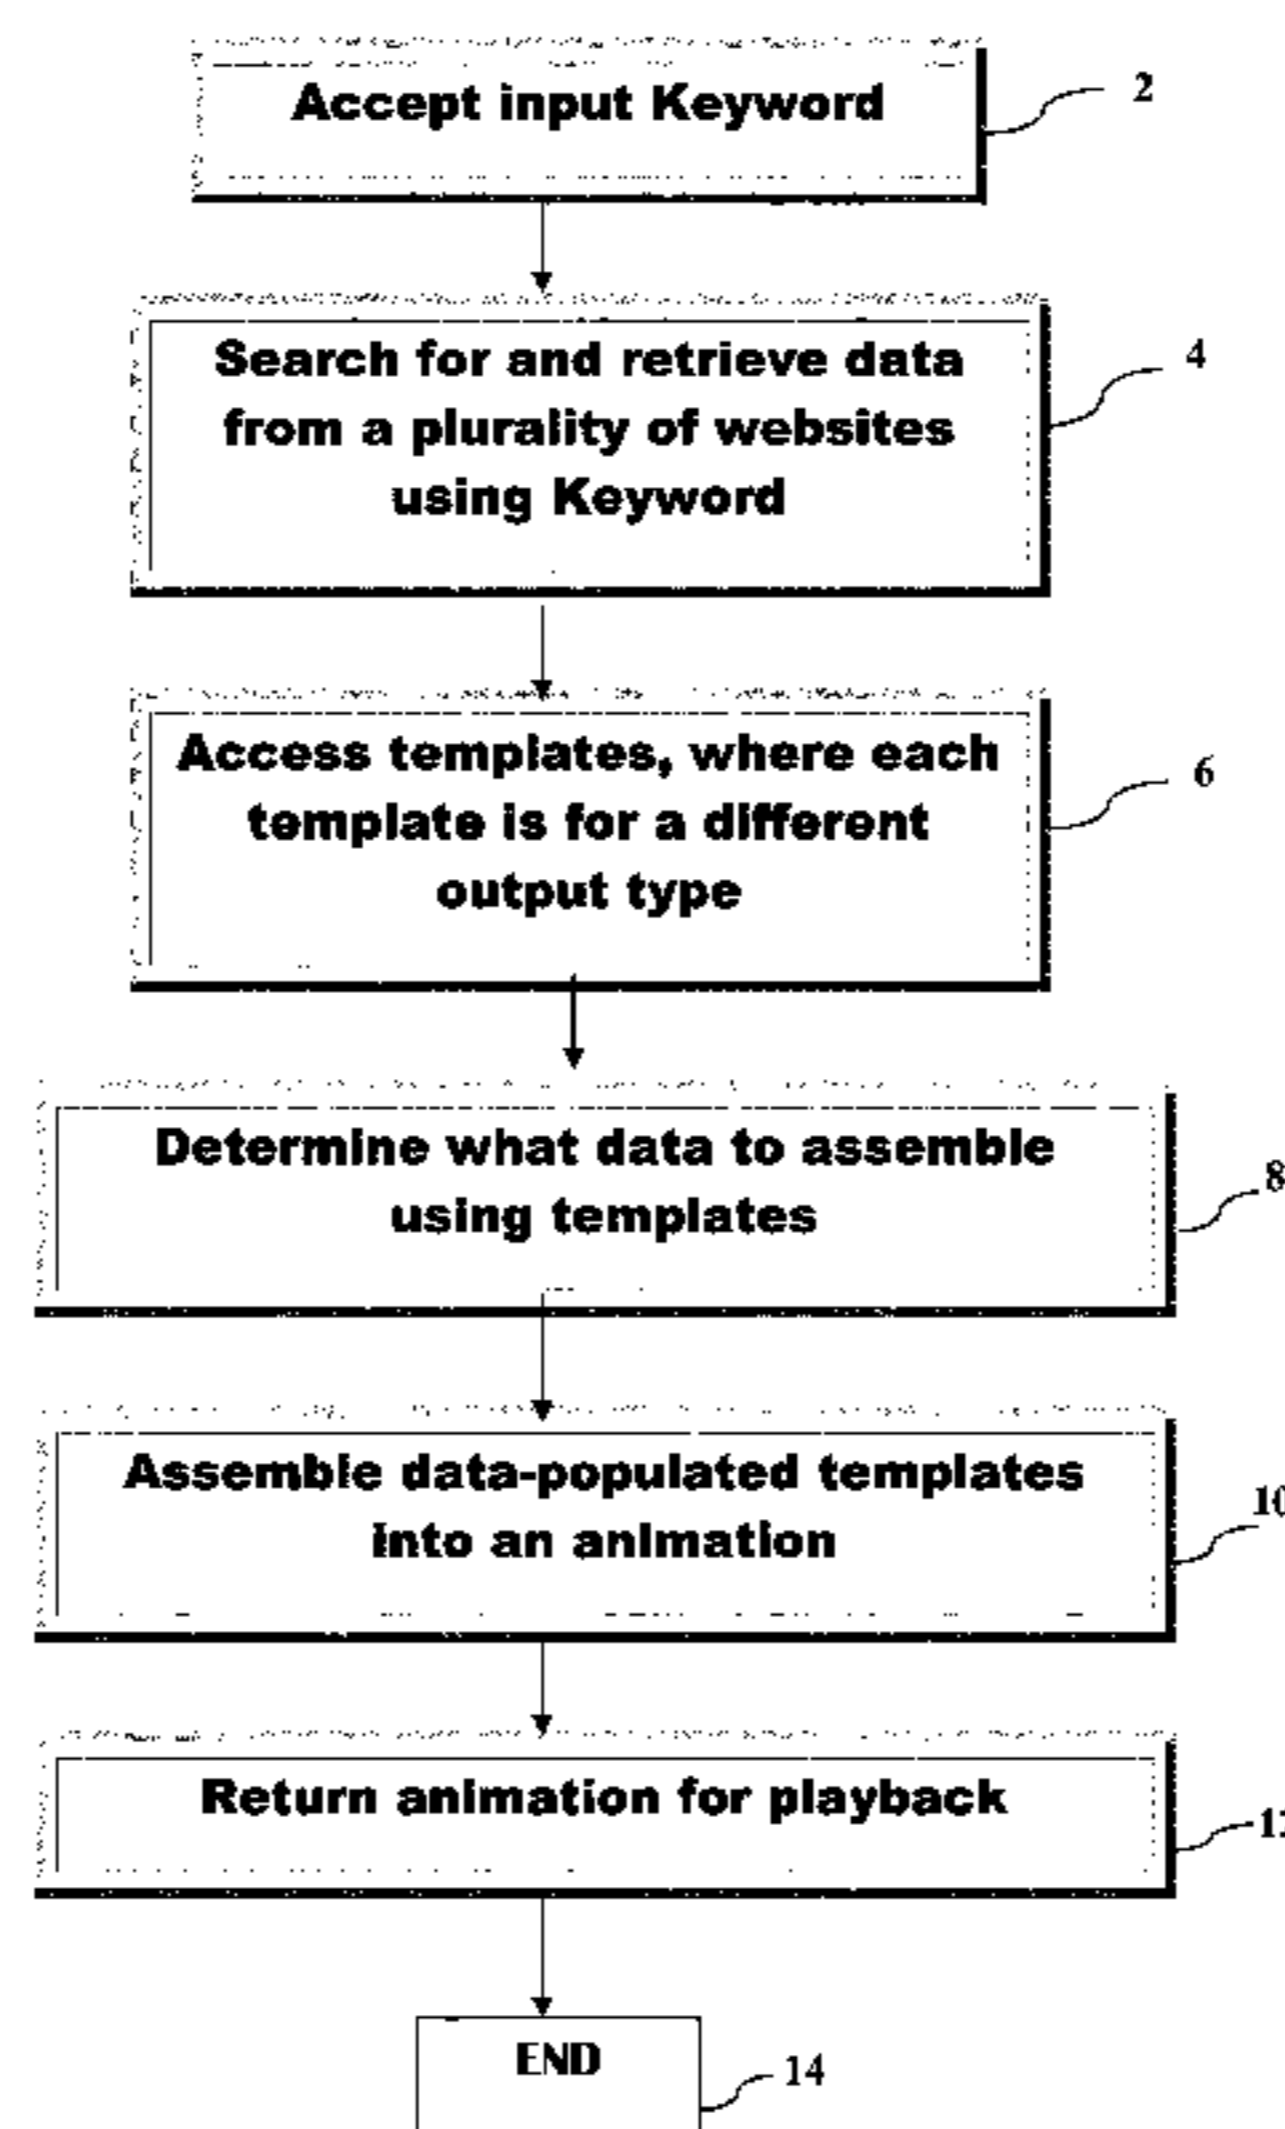 Accept input Keyword
2
Search for and retrieve data
from a plurality of websites
using Keyword
4
Access templates, where each
template is for a different
output type
6
Determine what data to assemble
using templates
8
Assemble data-populated templates
into an animation
10
Return animation for playback
END
14